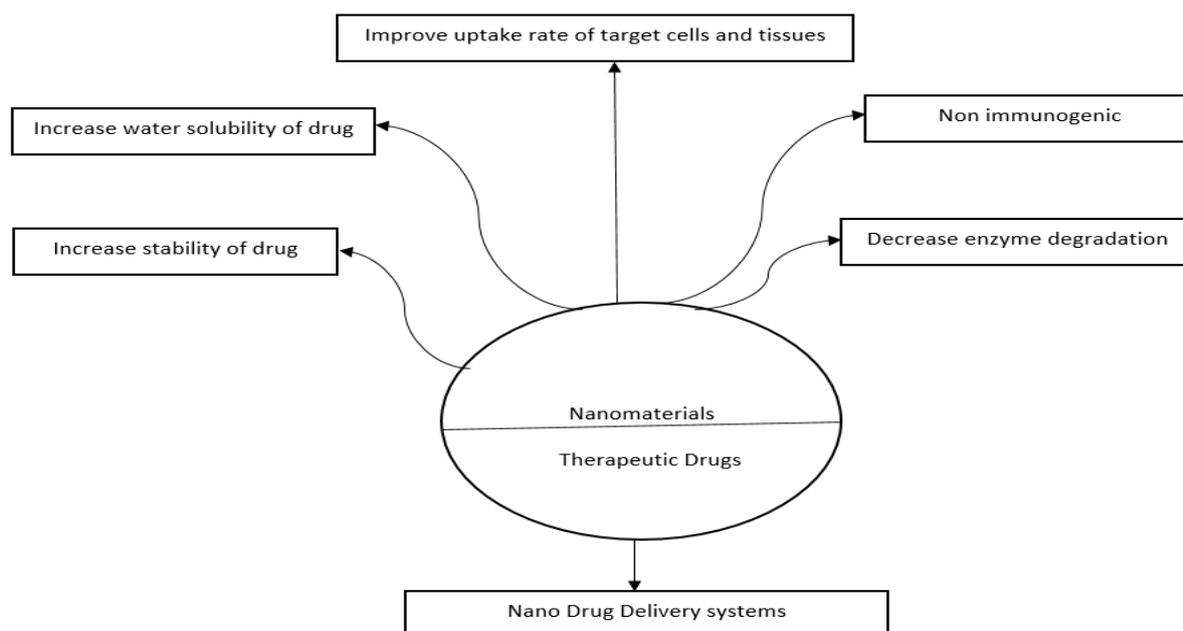 Improve uptake rate of target cells and tissues
Increase water solubility of drug
Non immunogenic
Increase stability of drug
Decrease enzyme degradation
Nanomaterials
Therapeutic Drugs
Nano Drug Delivery systems